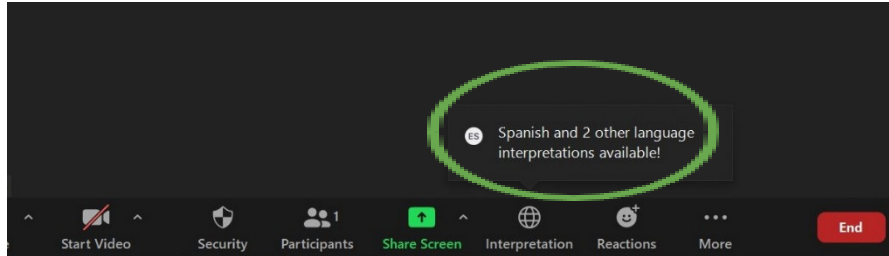 ES
Spanish and 2 other language
interpretations available!
1
Start Video
Security
Participants
Share Screen
Interpretation
Reactions
More
End